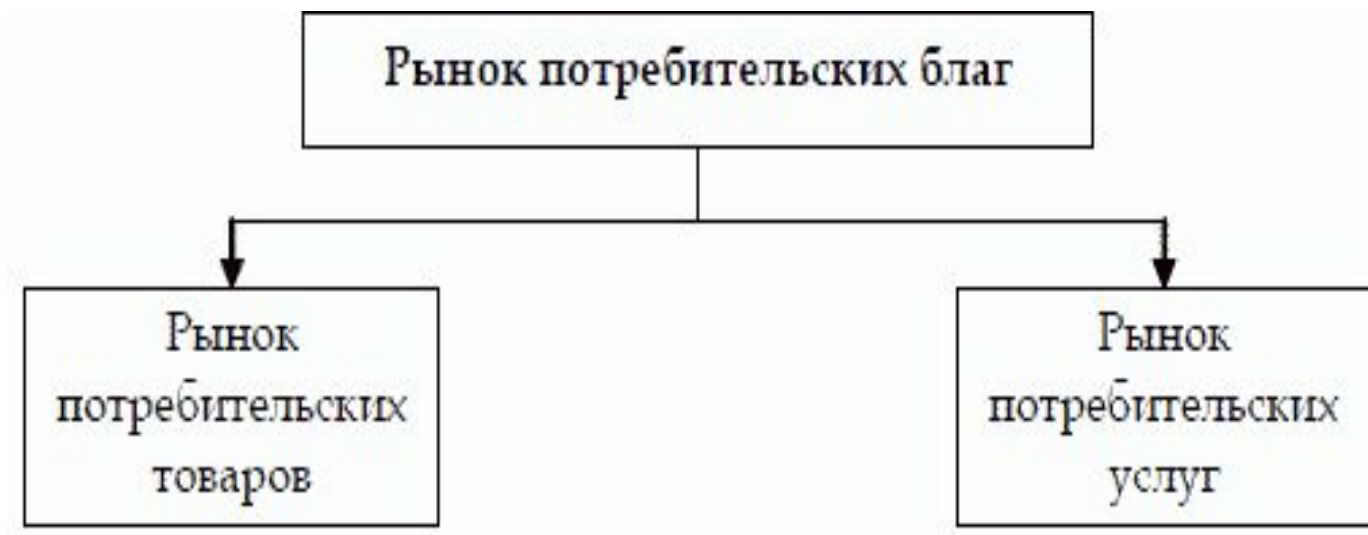 Рынок потребительских благ
Рынок
потребительских
товаров
Рынок
потребительских
услуг